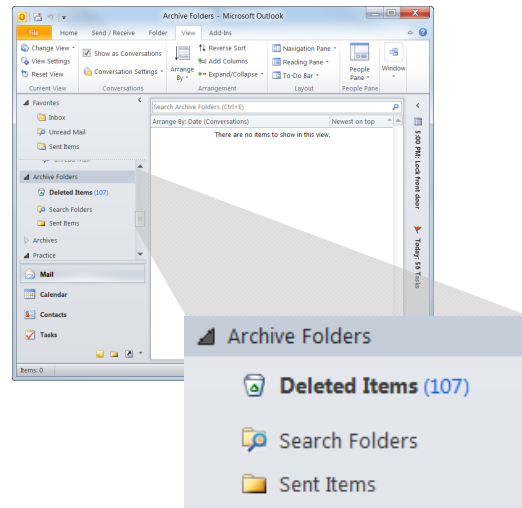 Archive Folders - Microsoft Outlook
File Home Send / Receive Folder View Add-Ins
Change View
View Settings
Reset View
Current View
Show as Conversations
Conversation Settings
Conversations
Arrange By
Reverse Sort
Add Columns
Expand/Collapse
Arrangement
Navigation Pane
Reading Pane
To-Do Bar
Layout
People Pane
People Pane
Window
Favorites
Inbox
Unread Mail
Sent Items
Archive Folders
Deleted Items (107)
Search Folders
Sent Items
Archives
Practice
Mail
Calendar
Contacts
Tasks
Items: 0
Search Archive Folders (Ctrl+E)
Arrange By: Date (Conversations) Newest on top
There are no items to show in this view.
5:00 PM: Lock front door
Today: 56 Tasks
Archive Folders
Deleted Items (107)
Search Folders
Sent Items